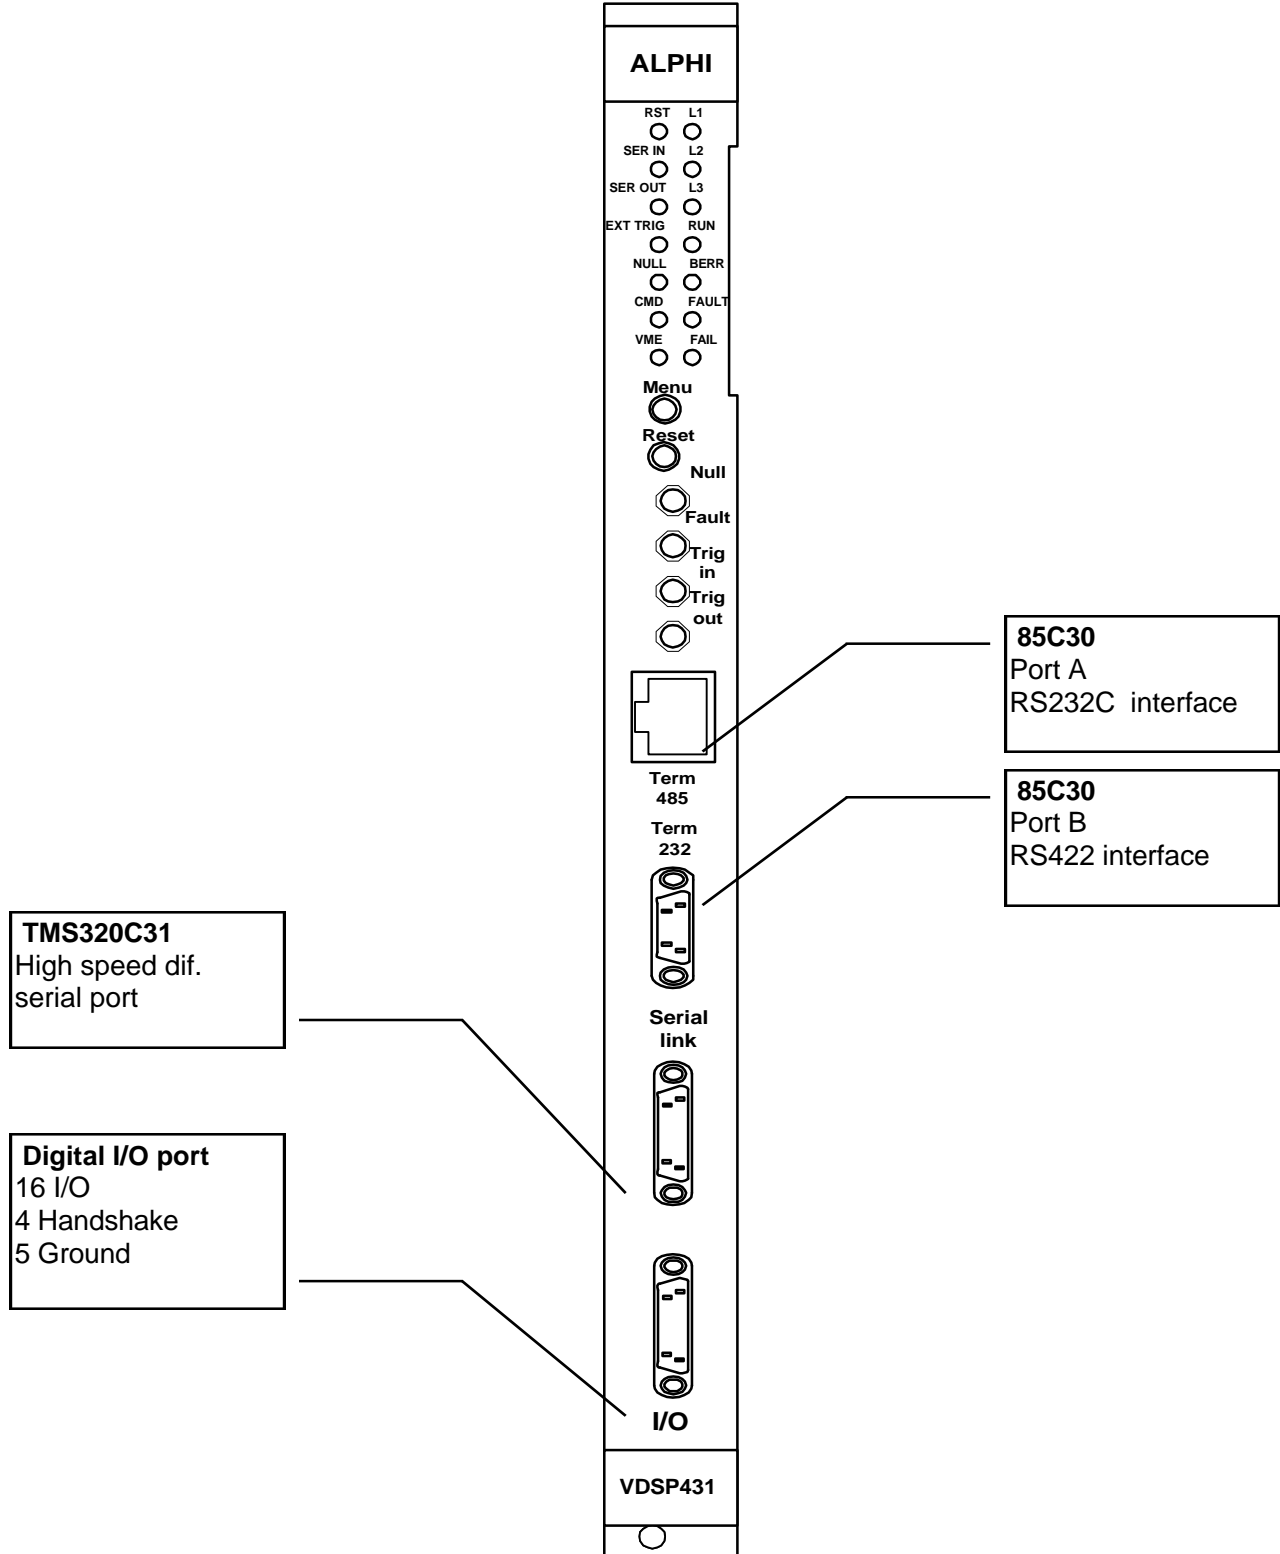 ALPHI
RST L1
SER IN L2
SER OUT L3
EXT TRIG RUN
NULL BERR
CMD FAULT
VME FAIL
Menu
Reset
Null
Fault
Trig
in
Trig
out
85C30
Port A
RS232C interface
Term
485
85C30
Port B
RS422 interface
Term
232
TMS320C31
High speed dif.
serial port
Serial
link
Digital I/O port
16 I/O
4 Handshake
5 Ground
I/O
VDSP431